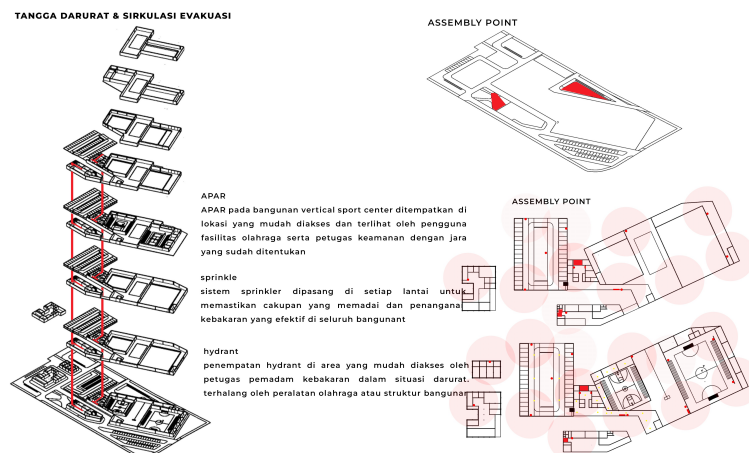 TANGGA DARURAT & SIRKULASI EVAKUASI
ASSEMBLY POINT
APAR
APAR pada bangunan vertical sport center ditempatkan di
lokasi yang mudah diakses dan terlihat oleh pengguna
fasilitas olahraga serta petugas keamanan dengan jara
yang sudah ditentukan
sprinkle
sistem sprinkler dipasang di setiap lantai untuk
memastikan cakupan yang memadai dan penangana
kebakaran yang efektif di seluruh bangunant
hydrant
penempatan hydrant di area yang mudah diakses oleh
petugas pemadam kebakaran dalam situasi darurat.
terhalang oleh peralatan olahraga atau struktur bangunan
ASSEMBLY POINT